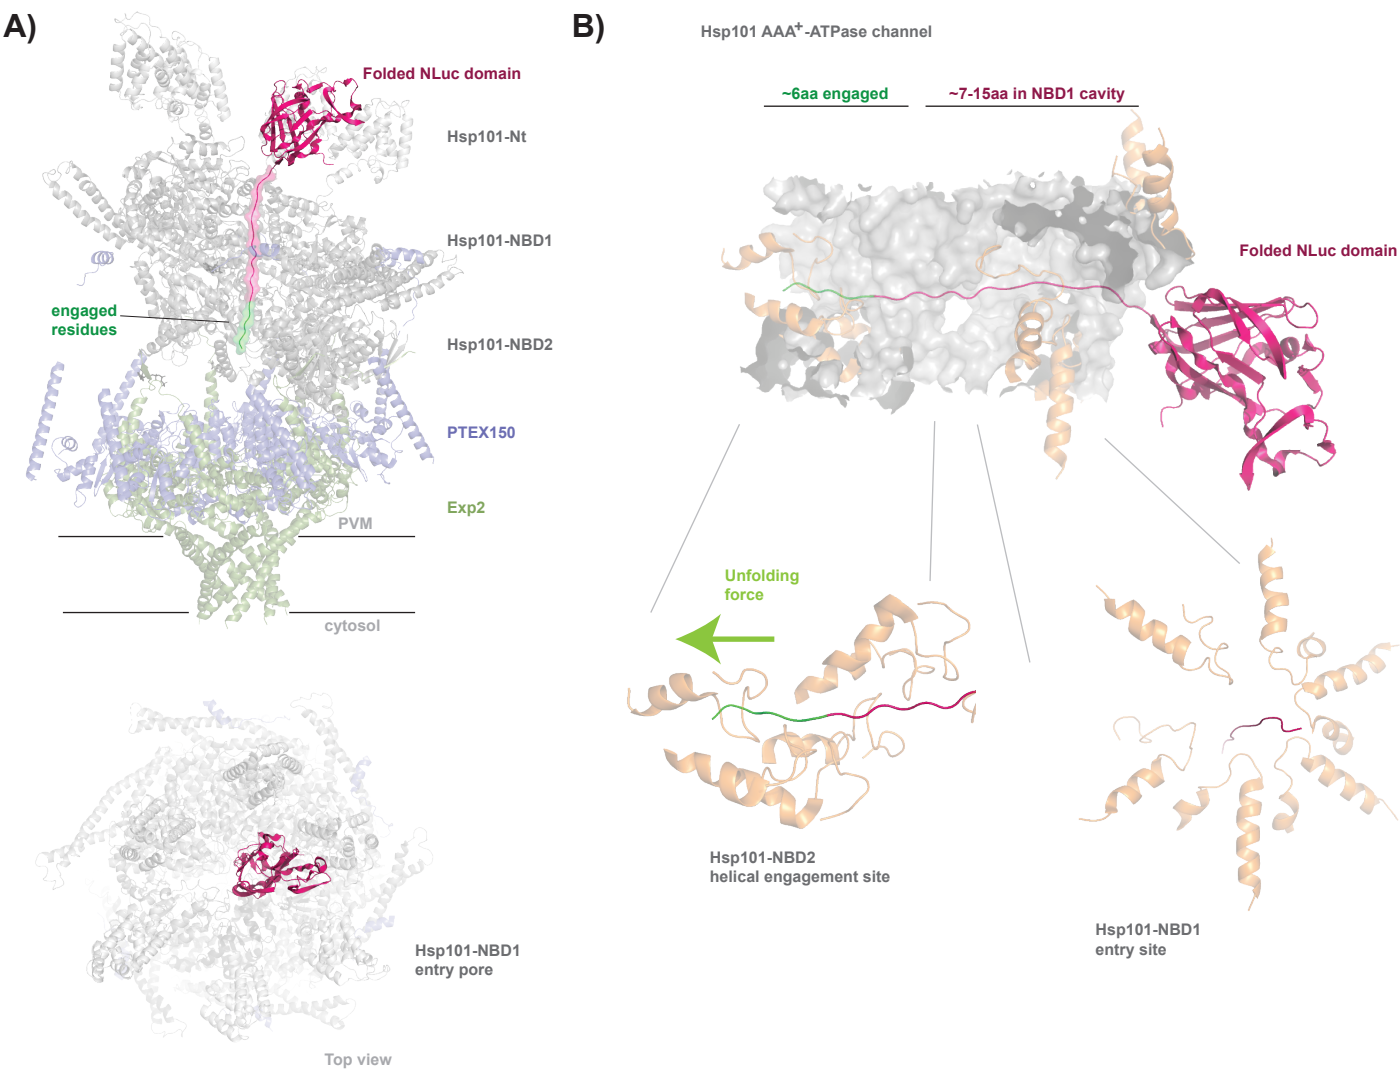 A)
Folded NLuc domain
Hsp101-Nt
Hsp101-NBD1
engaged
residues
Hsp101-NBD2
PTEX150
Exp2
PVM
cytosol
Hsp101-NBD1
entry pore
Top view
B)
Hsp101 AAA+-ATPase channel
~6aa engaged
~7-15aa in NBD1 cavity
Folded NLuc domain
Unfolding
force
Hsp101-NBD2
helical engagement site
Hsp101-NBD1
entry site